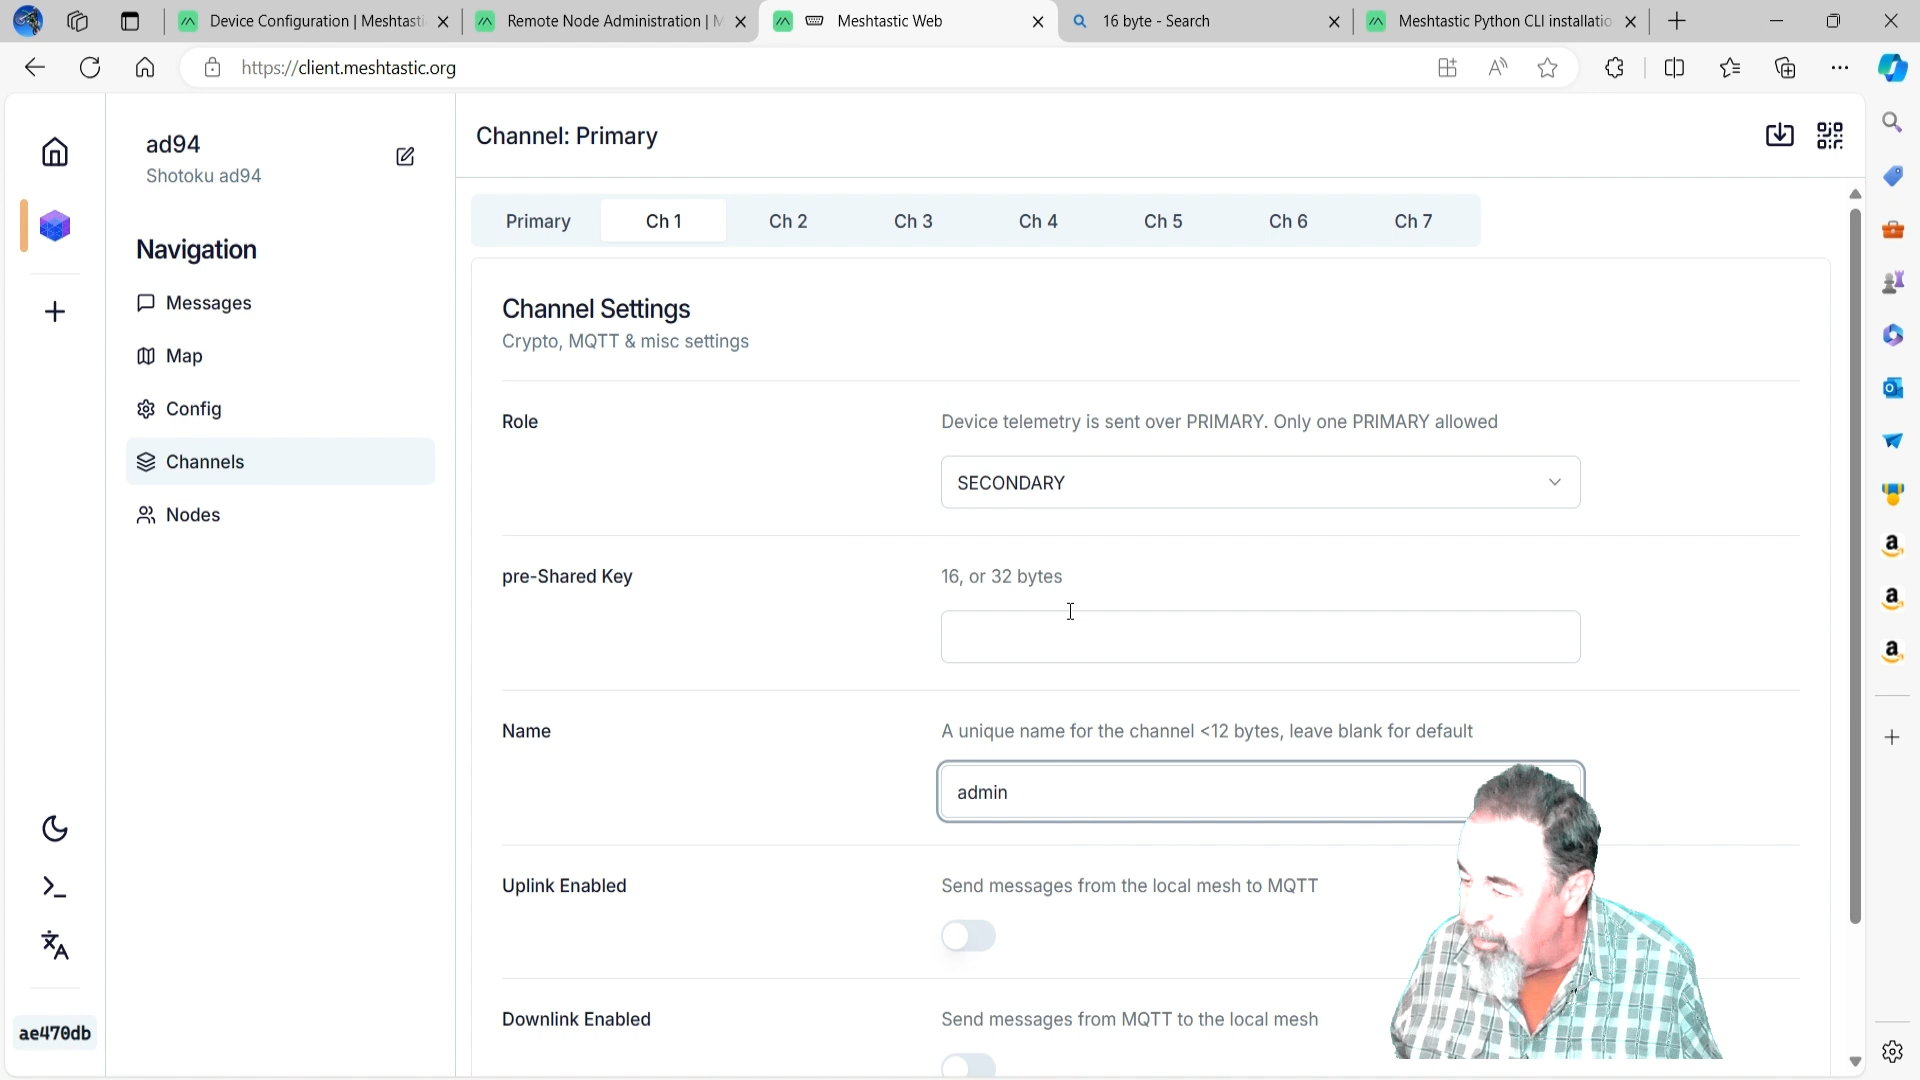 Device Configuration | Meshtasti
Remote Node Administration | M
Meshtastic Web
16 byte - Search
Meshtastic Python CLI installatio
https://client.meshtastic.org
ad94
Shotoku ad94
Navigation
Messages
Map
Config
Channels
Nodes
ae470db
Channel: Primary
Primary
Ch 1
Ch 2
Ch 3
Ch 4
Ch 5
Ch 6
Ch 7
Channel Settings
Crypto, MQTT & misc settings
Role
Device telemetry is sent over PRIMARY. Only one PRIMARY allowed
SECONDARY
pre-Shared Key
16, or 32 bytes
Name
A unique name for the channel <12 bytes, leave blank for default
admin
Uplink Enabled
Send messages from the local mesh to MQTT
Downlink Enabled
Send messages from MQTT to the local mesh